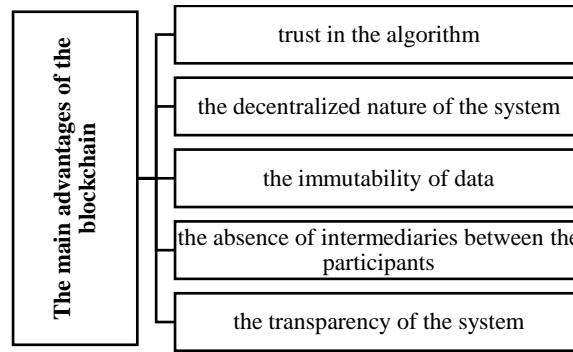 The main advantages of the
blockchain
trust in the algorithm
the decentralized nature of the system
the immutability of data
the absence of intermediaries between the
participants
the transparency of the system